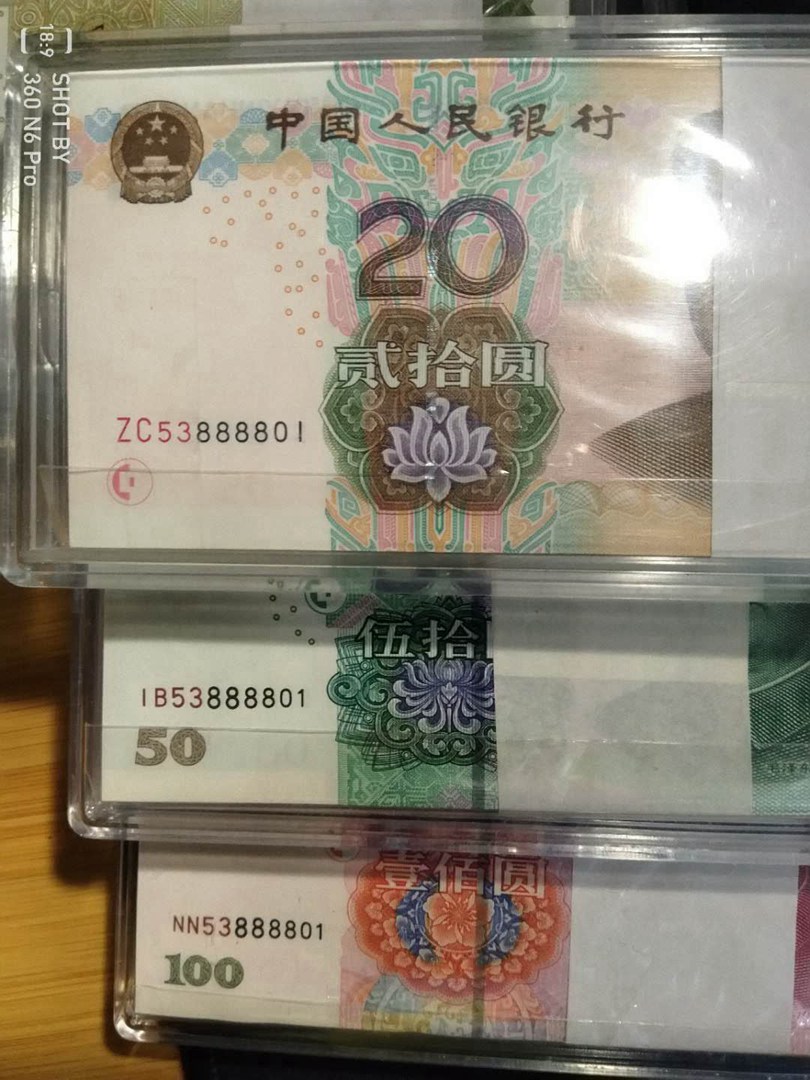 [ 18:9 ]
SHOT BY
360 N6 Pro
中国人民银行
20
贰拾圆
ZC53888801
伍拾
IB53888801
50
壹佰圆
NN53888801
100